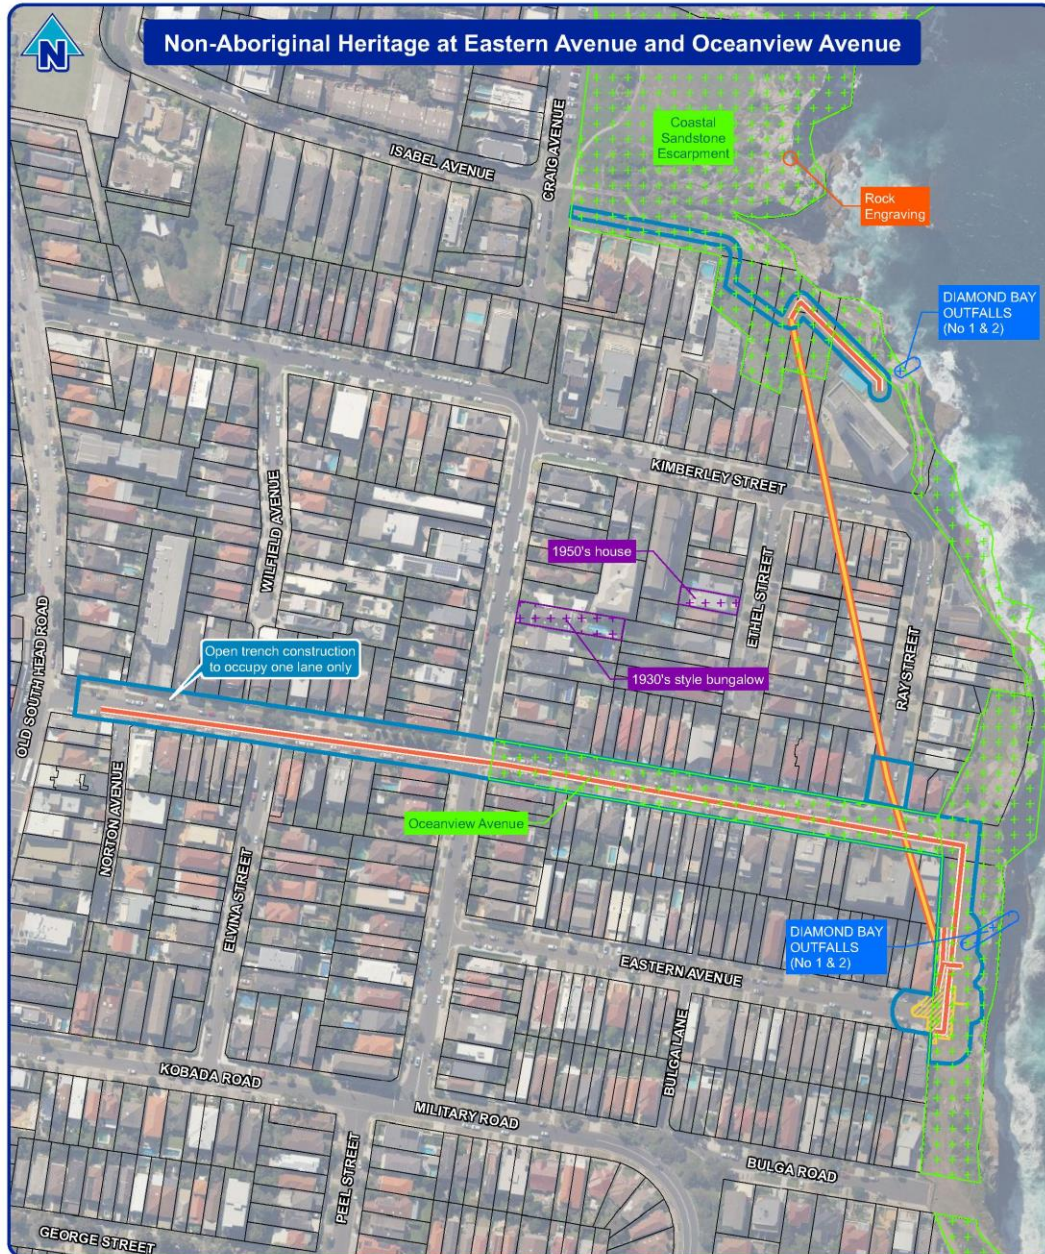 N
Non-Aboriginal Heritage at Eastern Avenue and Oceanview Avenue
Coastal
Sandstone
Escarpment
ISABEL AVENUE
CRAIG AVENUE
Rock
Engraving
DIAMOND BAY
OUTFALLS
(No 1 & 2)
KIMBERLEY STREET
WILFIELD AVENUE
1950's house
ETHEL STREET
OLD SOUTH HEAD ROAD
Open trench construction
to occupy one lane only
1930's style bungalow
RAY STREET
NORTON AVENUE
Oceanview Avenue
ELVINA STREET
DIAMOND BAY
OUTFALLS
(No 1 & 2)
EASTERN AVENUE
BULGA LANE
KOBADA ROAD
MILITARY ROAD
PEEL STREET
BULGA ROAD
GEORGE STREET